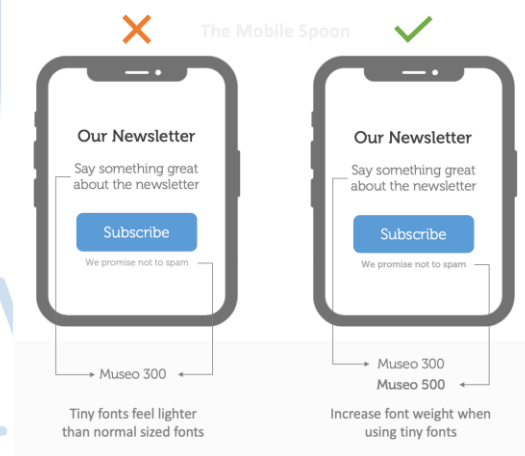 The Mobile Spoon
Our Newsletter
Say something great
about the newsletter
Subscribe
We promise not to spam
Museo 300
Tiny fonts feel lighter
than normal sized fonts
Our Newsletter
Say something great
about the newsletter
Subscribe
We promise not to spam
Museo 300
Museo 500
Increase font weight when
using tiny fonts